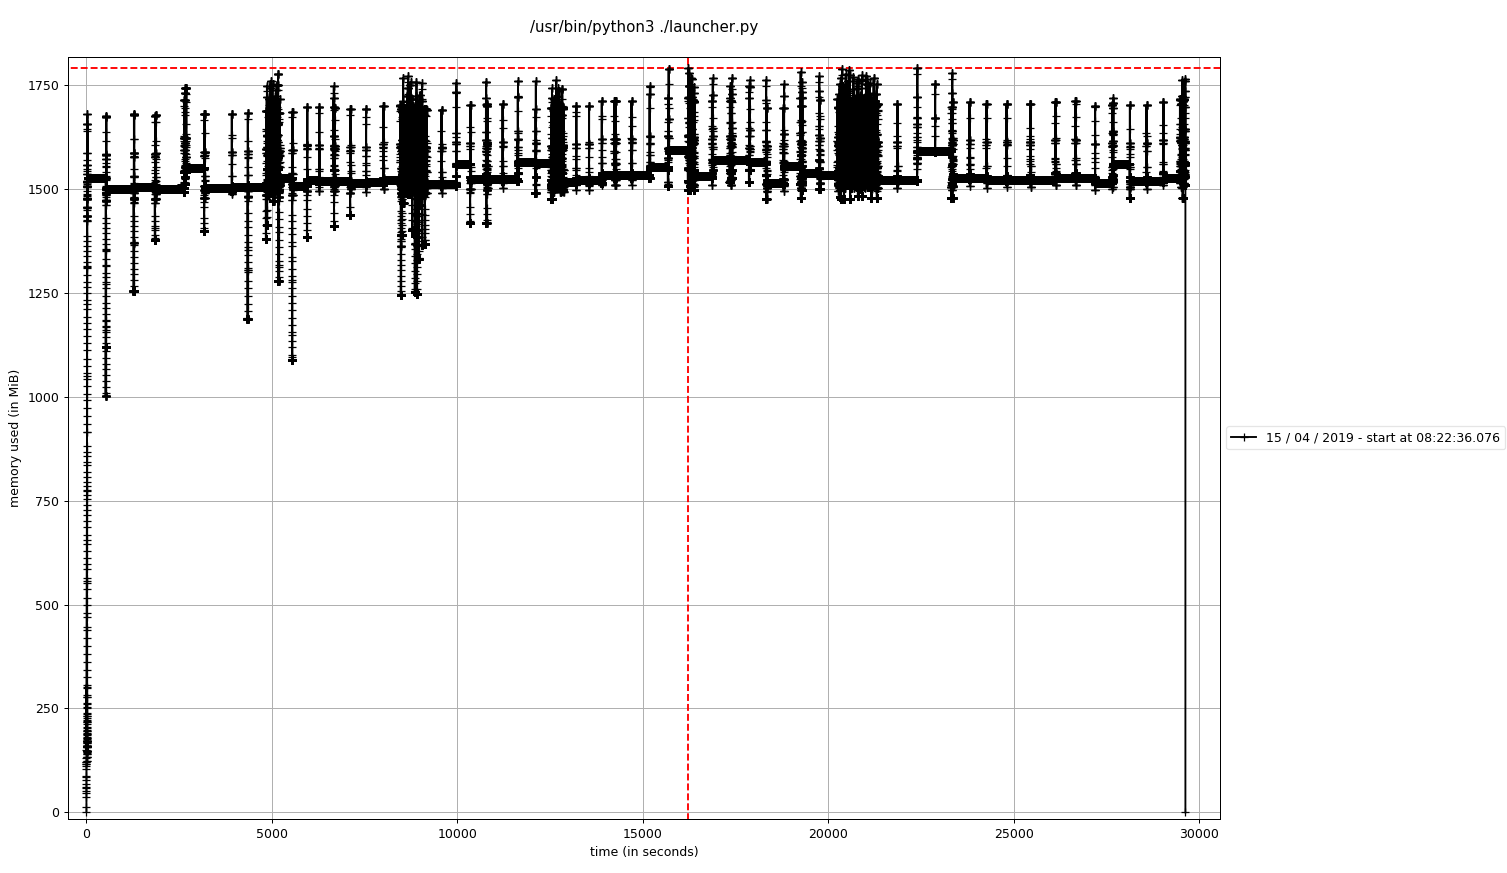 /usr/bin/python3 ./launcher.py
memory used (in MiB)
1750
1500
1250
1000
750
500
250
0
0 5000 10000 15000 20000 25000 30000
time (in seconds)
15 / 04 / 2019 - start at 08:22:36.076